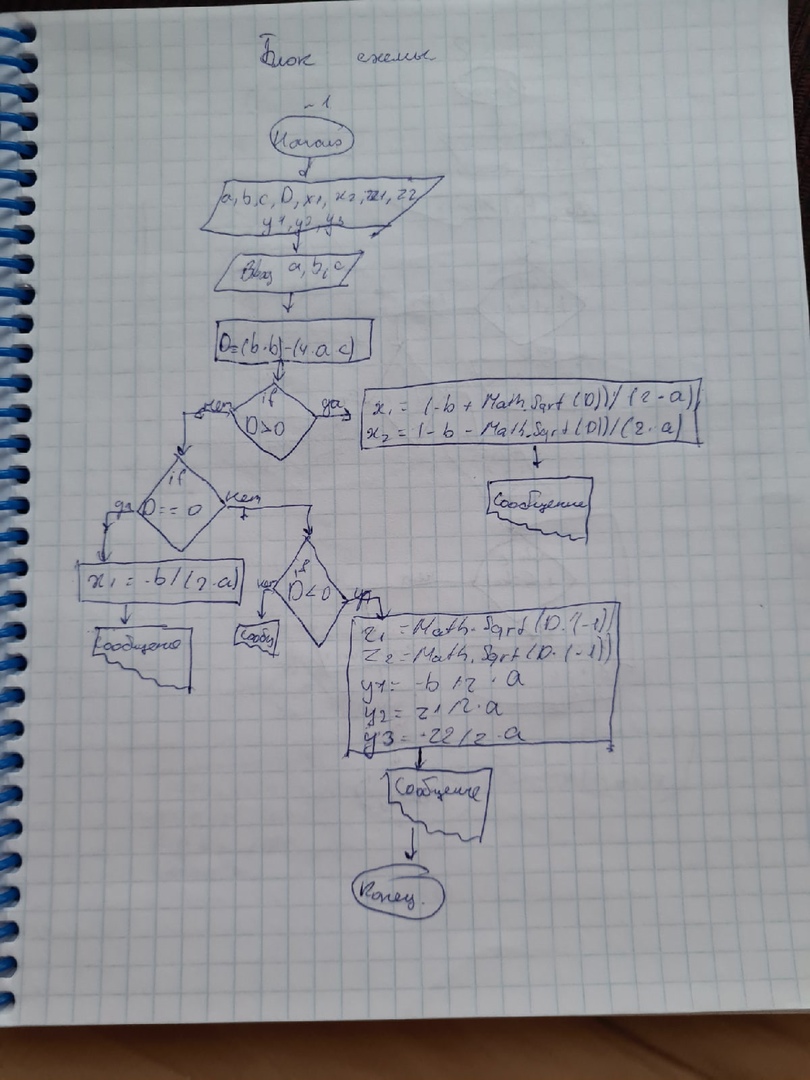 Блок схемы
~1
Начало
a, b, c, D, x1, x2, z1, z2
y1, y2, y3
Ввод a, b, c
D=(b·b)-(4·a·c)
if
D>0
нет
да
x₁ = (-b + Math.Sqrt(D))/(2·a)
x₂ = (-b - Math.Sqrt(D))/(2·a)
Сообщение
if
D == 0
да
нет
x₁ = -b/(2·a)
Сообщение
if
D<0
нет
да
Сообщ
z₁ = Math.Sqrt(D·(-1))
z₂ = Math.Sqrt(D·(-1))
y1 = -b/2·a
y2 = z1/2·a
y3 = -z2/2·a
Сообщение
Конец.